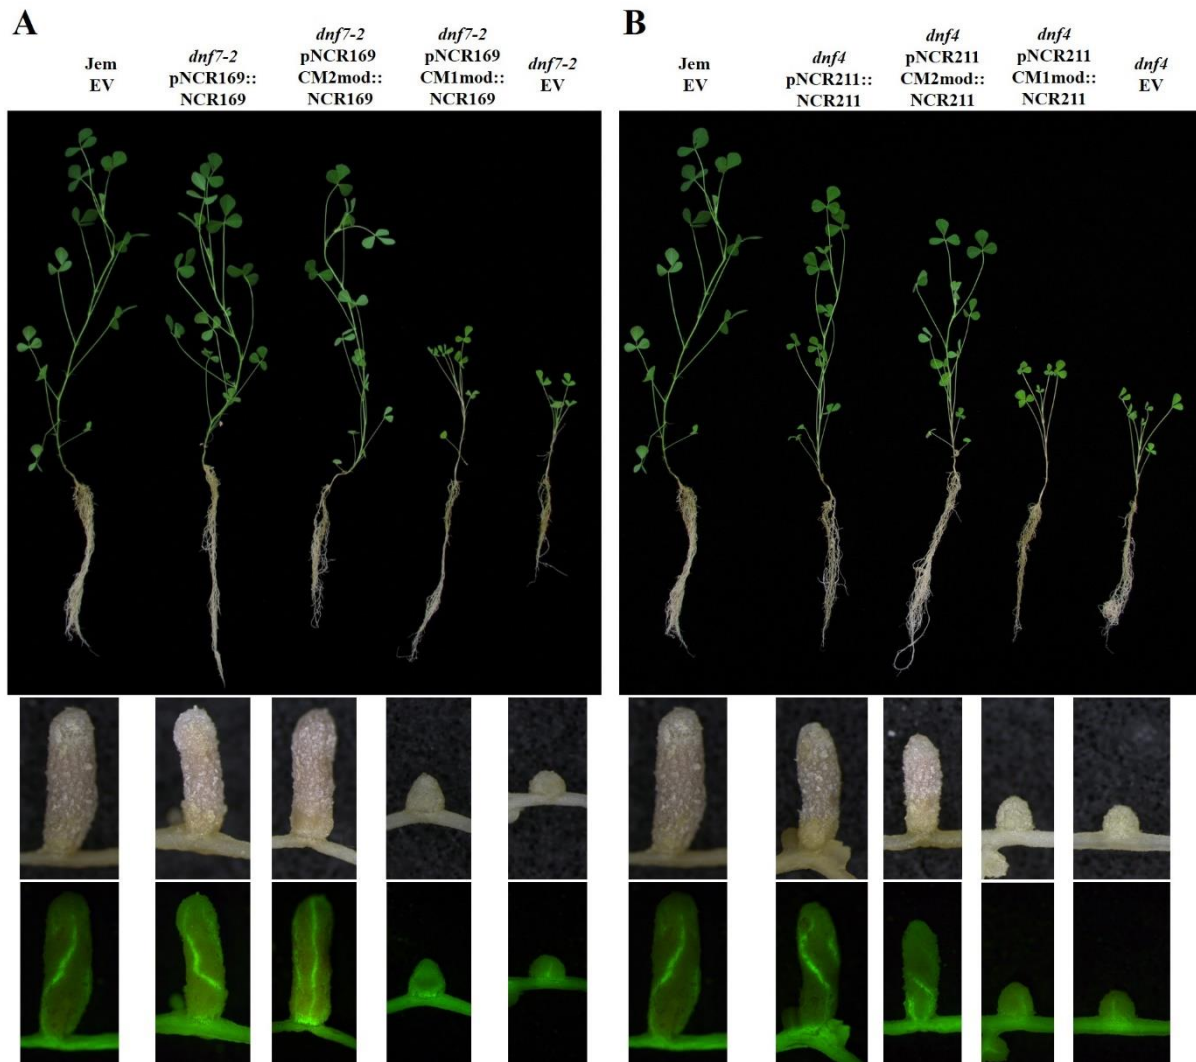 A
Jem
EV
dnf7-2
pNCR169::
NCR169
dnf7-2
pNCR169
CM2mod::
NCR169
dnf7-2
pNCR169
CM1mod::
NCR169
dnf7-2
EV
B
Jem
EV
dnf4
pNCR211::
NCR211
dnf4
pNCR211
CM2mod::
NCR211
dnf4
pNCR211
CM1mod::
NCR211
dnf4
EV